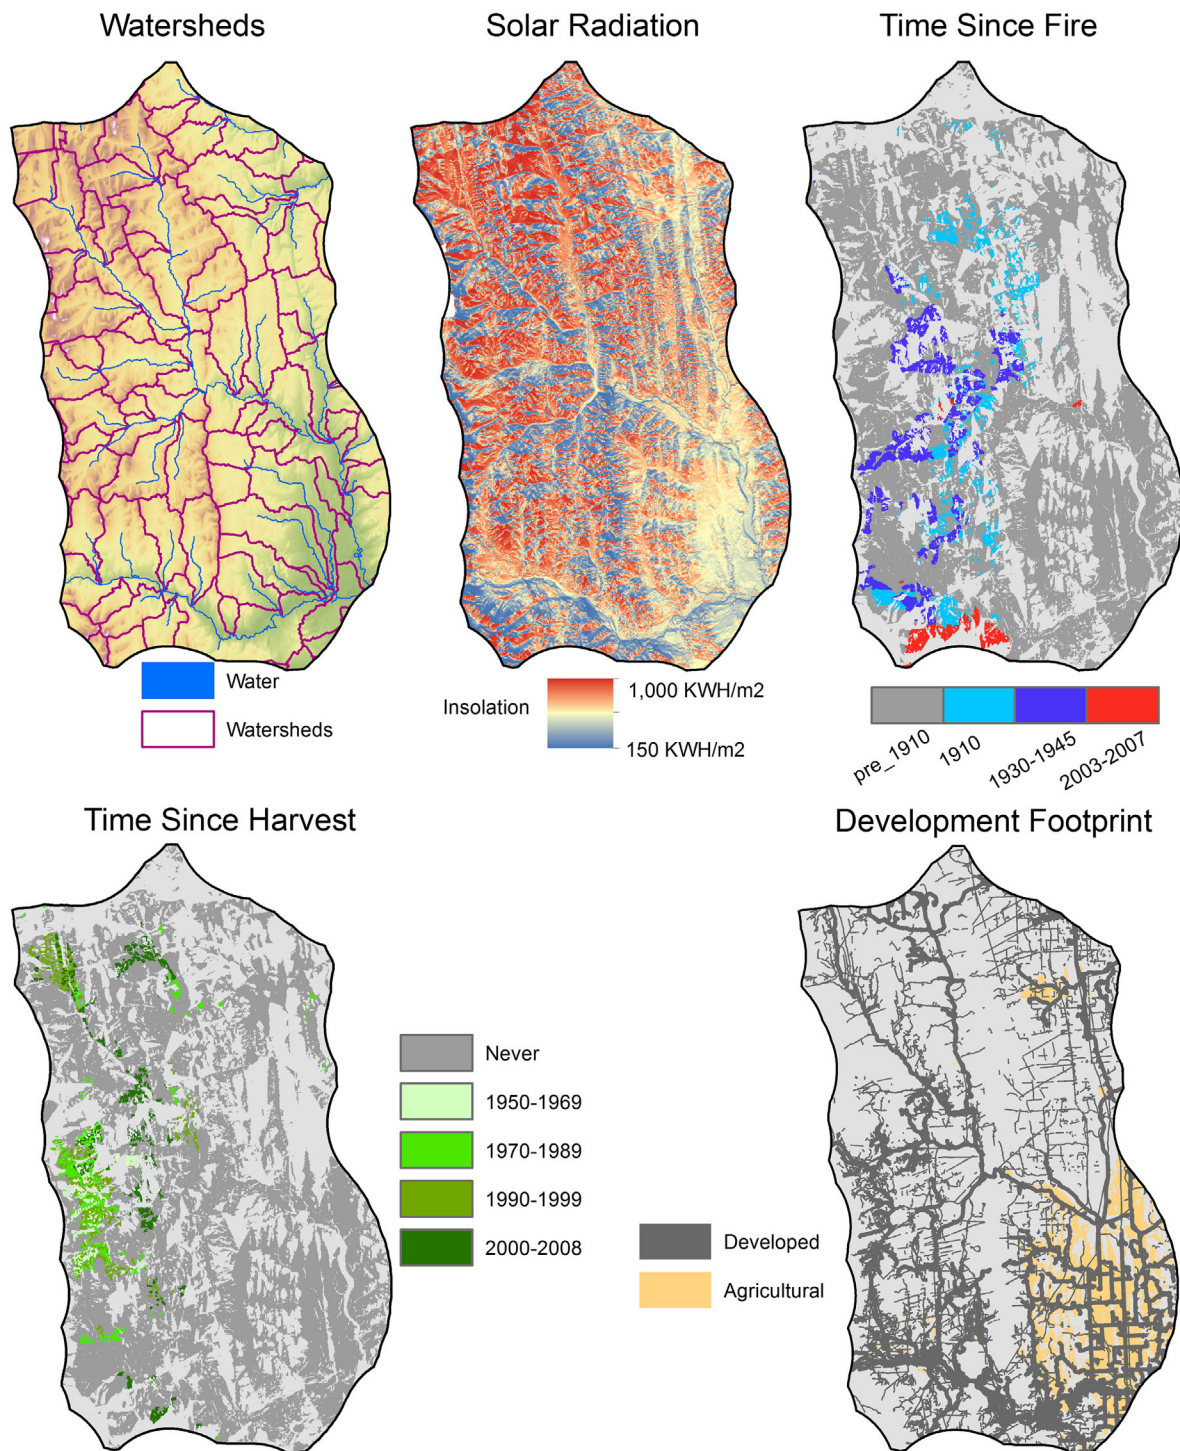 Watersheds
Solar Radiation
Time Since Fire
Water
Watersheds
Insolation
1,000 KWH/m2
150 KWH/m2
pre_1910
1910
1930-1945
2003-2007
Time Since Harvest
Development Footprint
Never
1950-1969
1970-1989
1990-1999
2000-2008
Developed
Agricultural